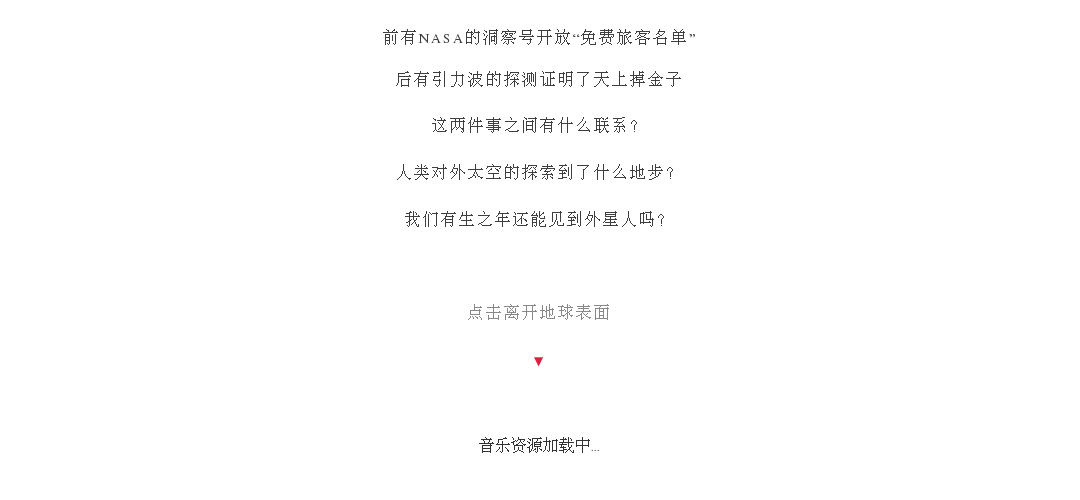 前有NASA的洞察号开放“免费旅客名单”
后有引力波的探测证明了天上掉金子
这两件事之间有什么联系?
人类对外太空的探索到了什么地步?
我们有生之年还能见到外星人吗?
点击离开地球表面
▼
音乐资源加载中...